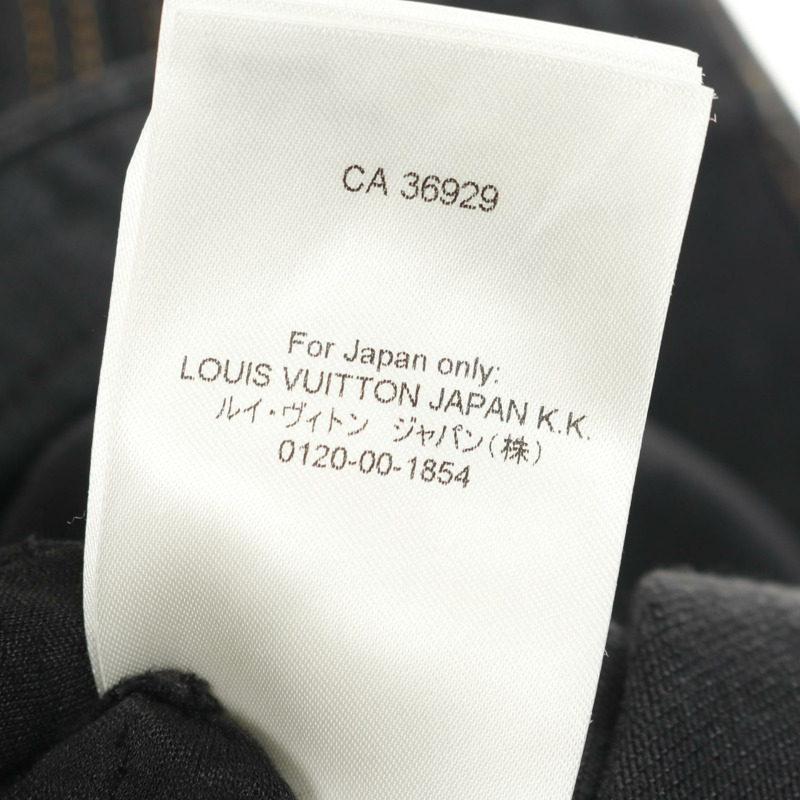 CA 36929
For Japan only:
LOUIS VUITTON JAPAN K.K.
ルイ・ヴィトン ジャパン(株)
0120-00-1854